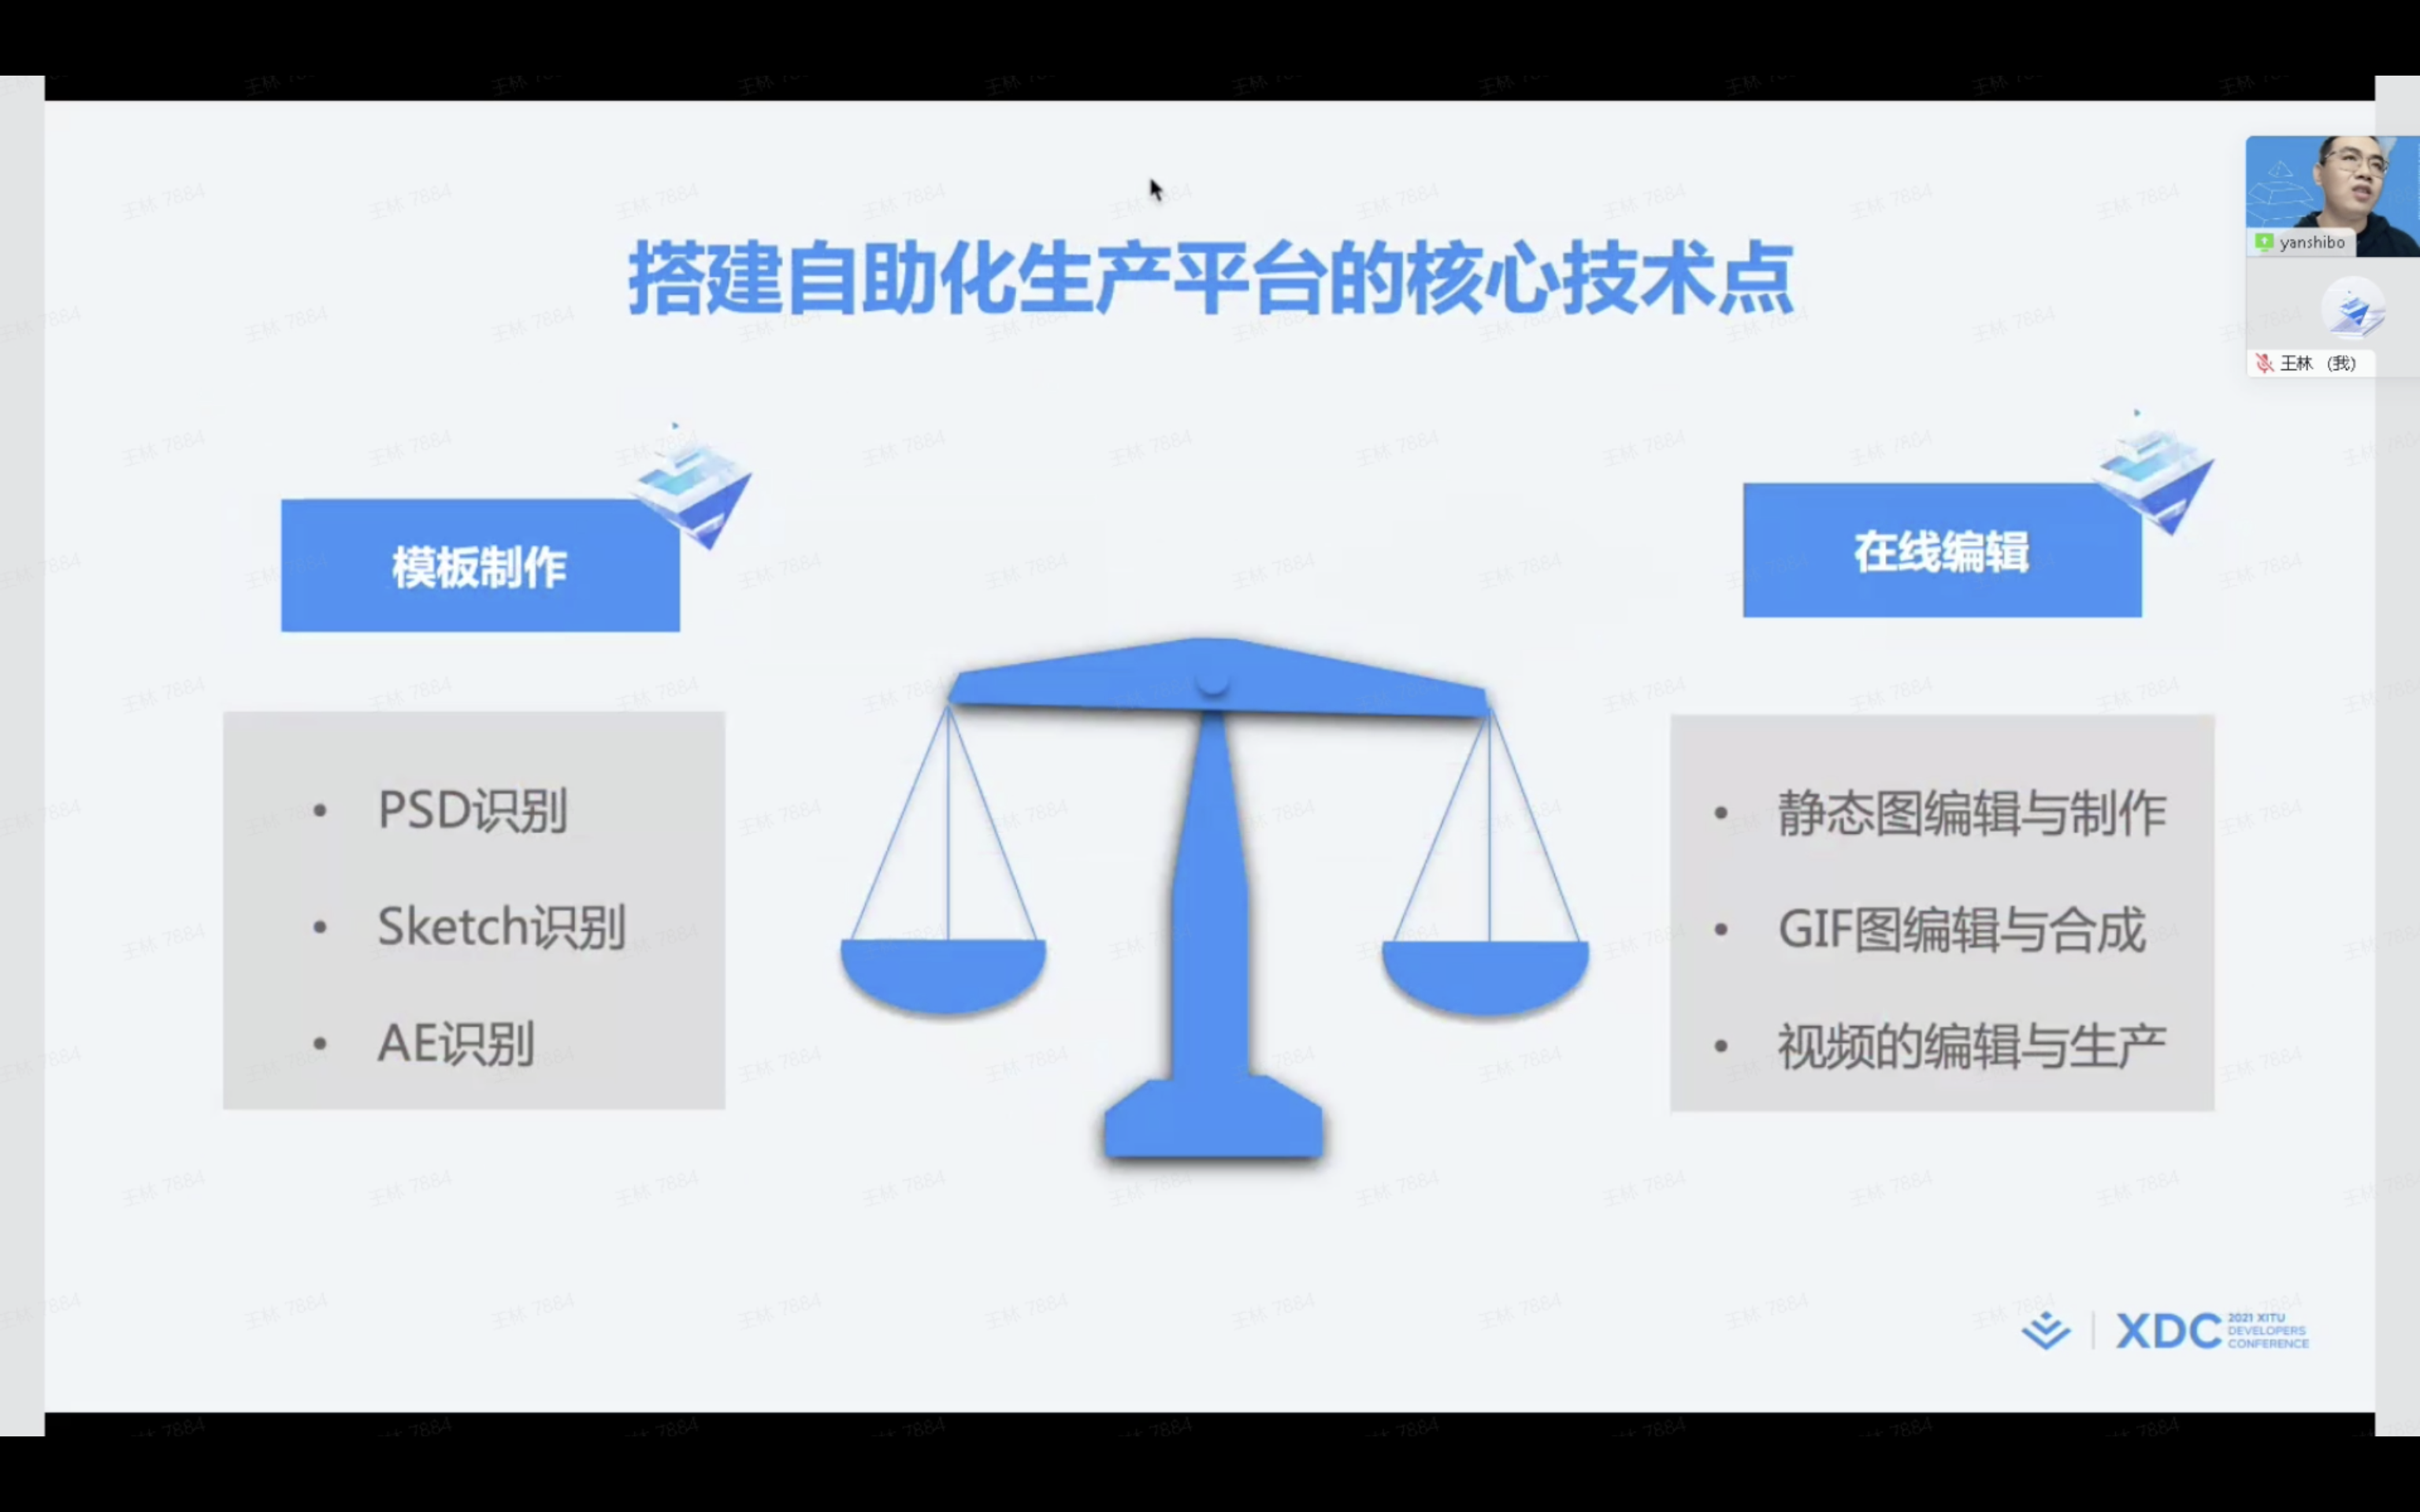 搭建自助化生产平台的核心技术点
yanshibo
王林 (我)
模板制作
在线编辑
• PSD识别
• Sketch识别
• AE识别
• 静态图编辑与制作
• GIF图编辑与合成
• 视频的编辑与生产
XDC
2021 XITU
DEVELOPERS
CONFERENCE
王林 7884